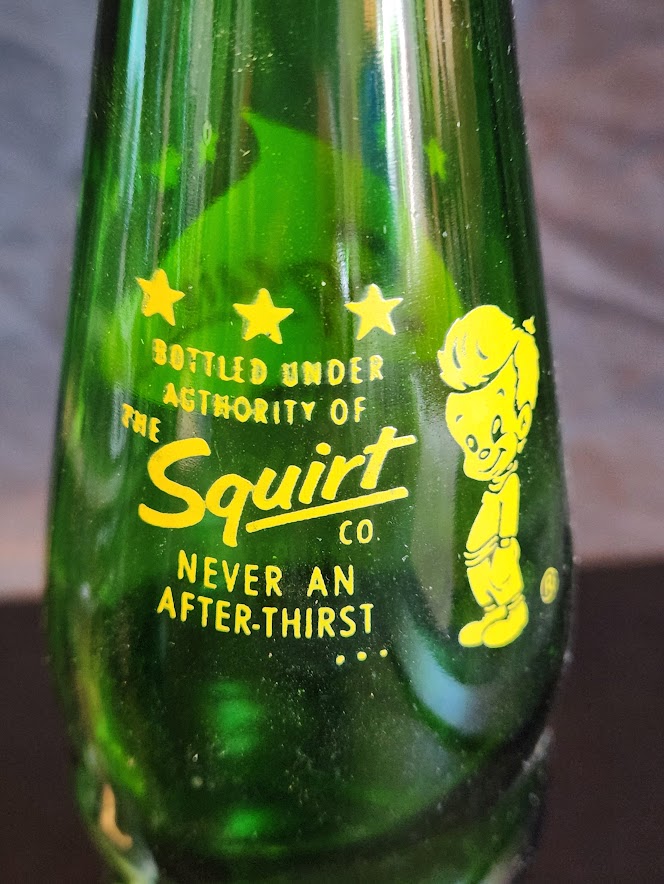 BOTTLED UNDER
AUTHORITY OF
THE
Squirt
CO.
NEVER AN
AFTER-THIRST
...
®